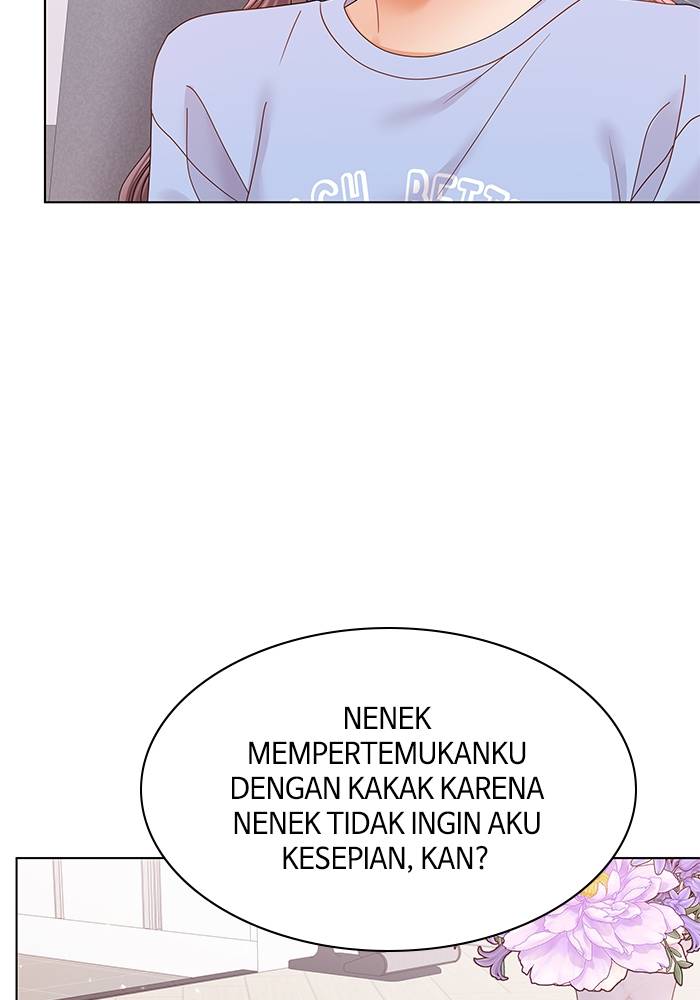 NENEK
MEMPERTEMUKANKU
DENGAN KAKAK KARENA
NENEK TIDAK INGIN AKU
KESEPIAN, KAN?